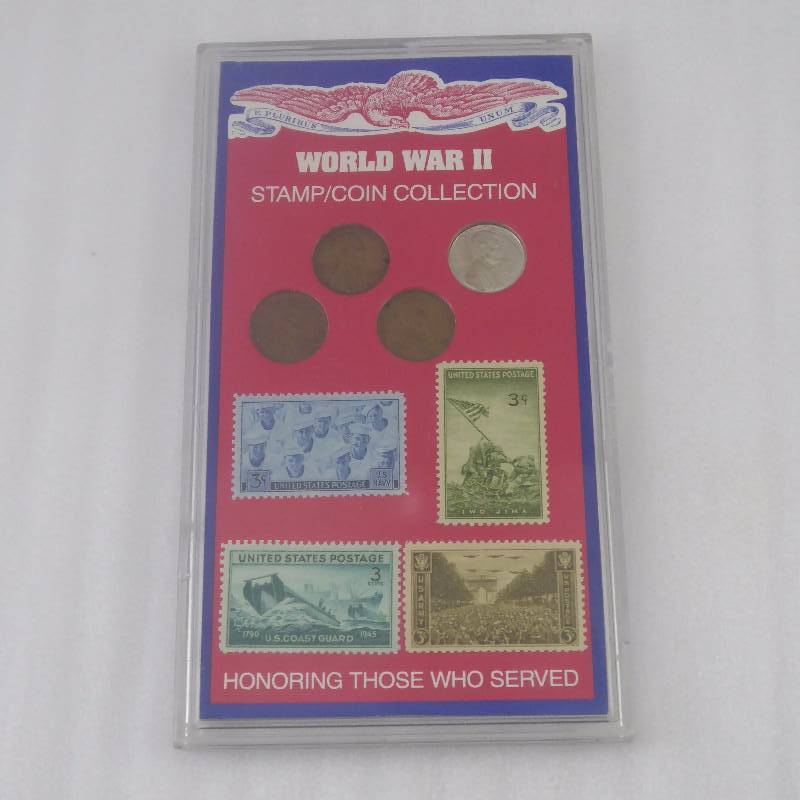 E PLURIBUS UNUM
WORLD WAR II
STAMP/COIN COLLECTION
3¢
UNITED STATES POSTAGE
U.S.
NAVY
UNITED STATES POSTAGE
3¢
IWO JIMA
UNITED STATES POSTAGE
3
CENTS
1790
U.S. COAST GUARD
1945
U.S. ARMY
3¢
U.S. POSTAGE
3¢
HONORING THOSE WHO SERVED